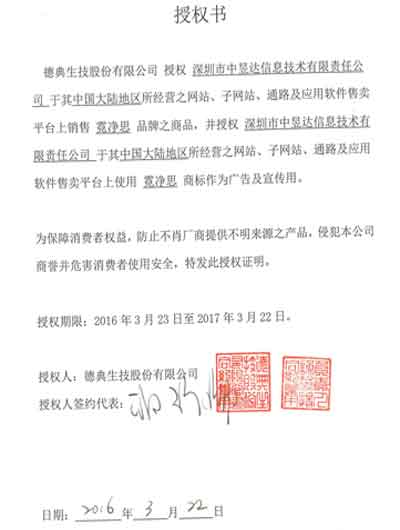 授权书
德典生技股份有限公司 授权 深圳市中昱达信息技术有限责任公
司 于其中国大陆地区所经营之网站、子网站、通路及应用软件售卖
平台上销售 霓净思 品牌之商品，并授权 深圳市中昱达信息技术有
限责任公司 于其中国大陆地区所经营之网站、子网站、通路及应用
软件售卖平台上使用 霓净思 商标作为广告及宣传用。
为保障消费者权益，防止不肖厂商提供不明来源之产品，侵犯本公司
商誉并危害消费者使用安全，特发此授权证明。
授权期限：2016 年 3 月 23 日至 2017 年 3 月 22 日。
授权人：德典生技股份有限公司
授权人签约代表：
日期：2016 年 3 月 22 日